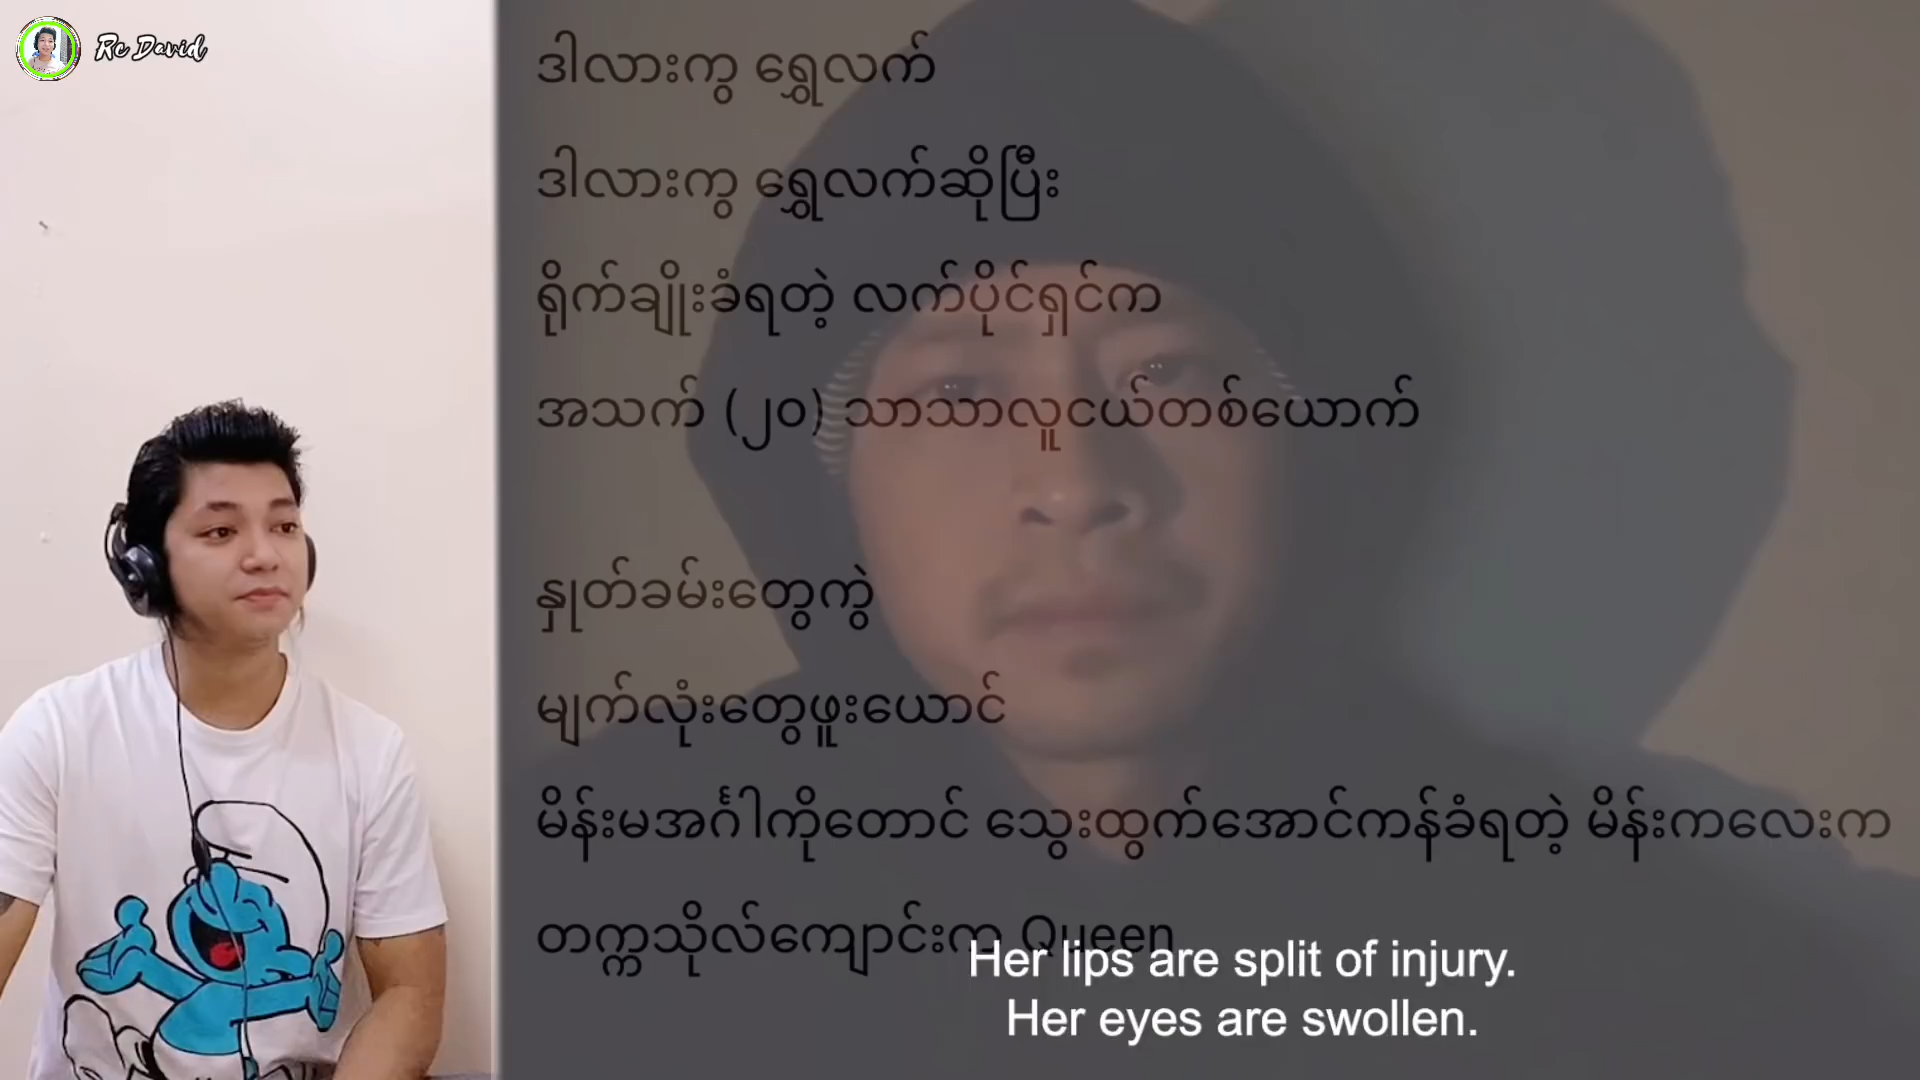 Rc David
ဒါလားကွ ရွှေလက်
ဒါလားကွ ရွှေလက်ဆိုပြီး
ရိုက်ချိုးခံရတဲ့ လက်ပိုင်ရှင်က
အသက် (၂၀) သာသာလူငယ်တစ်ယောက်
နှုတ်ခမ်းတွေကွဲ
မျက်လုံးတွေဖူးယောင်
မိန်းမအင်္ဂါကိုတောင် သွေးထွက်အောင်ကန်ခံရတဲ့ မိန်းကလေးက
တက္ကသိုလ်ကျောင်းက Queen
Her lips are split of injury.
Her eyes are swollen.